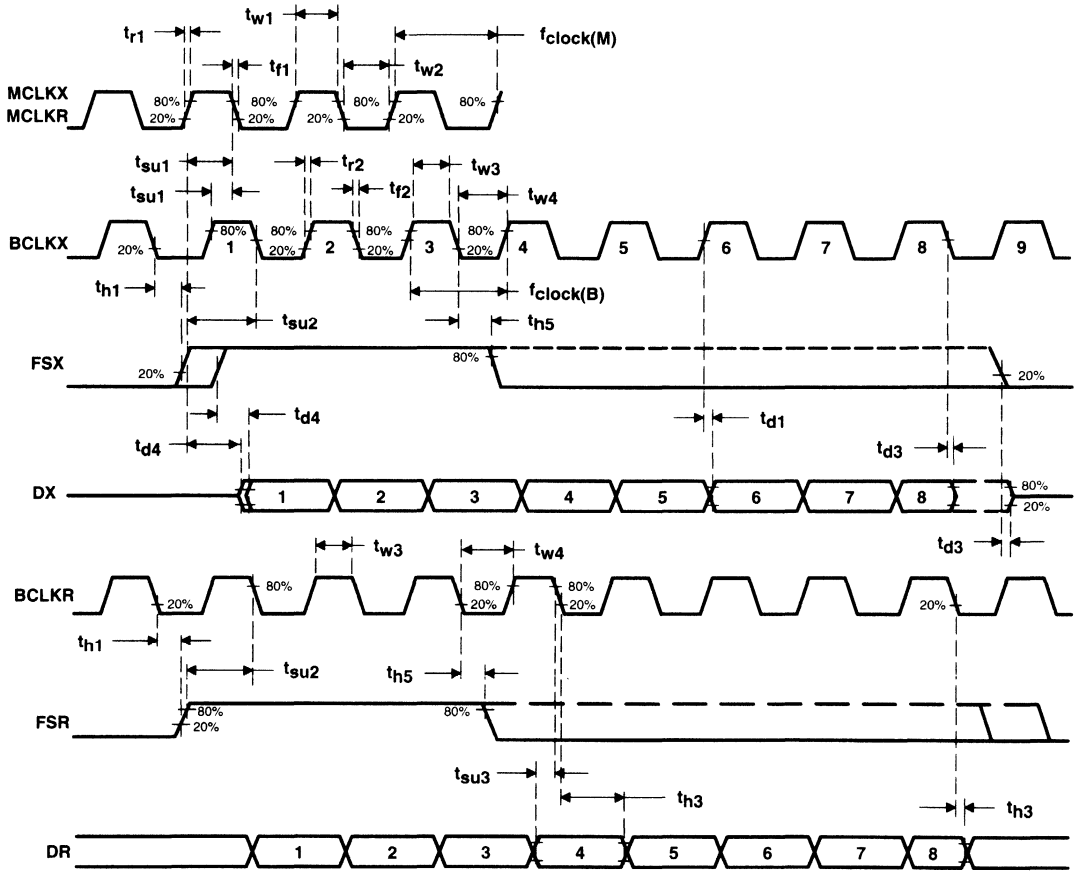 tw1
tr1
fclock(M)
tf1
tw2
MCLKX
MCLKR
80% 80% 80% 80%
20% 20% 20% 20%
tsu1
tr2
tw3
tsu1
tf2
tw4
BCLKX
20% 80% 1 80% 20% 2 80% 20% 3 80% 20% 4 5 6 7 8 9
th1
fclock(B)
tsu2
th5
FSX
20% 80% 20%
td4
td1
td4
td3
DX
1 2 3 4 5 6 7 8 80%
20%
tw3
tw4
td3
BCLKR
20% 80% 80% 20% 80% 20% 20%
th1
tsu2
th5
FSR
80% 80%
20%
tsu3
th3
th3
DR
1 2 3 4 5 6 7 8